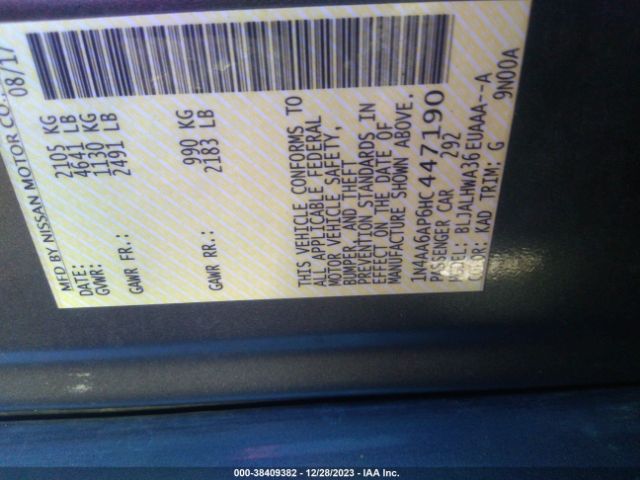 MFD BY NISSAN MOTOR CO., 08/17
DATE: 2105 KG
GVWR: 4641 LB
1130 KG
GAWR FR.: 2491 LB
990 KG
GAWR RR.: 2183 LB
THIS VEHICLE CONFORMS TO
ALL APPLICABLE FEDERAL
MOTOR VEHICLE SAFETY,
BUMPER, AND THEFT
PREVENTION STANDARDS IN
EFFECT ON THE DATE OF
MANUFACTURE SHOWN ABOVE.
1N4AA6AP6HC447190
PASSENGER CAR 292
MODEL: BLJALHWA36EUAAA--A
COLOR: KAD TRIM: G 9N00A
000-38409382 - 12/28/2023 - IAA Inc.